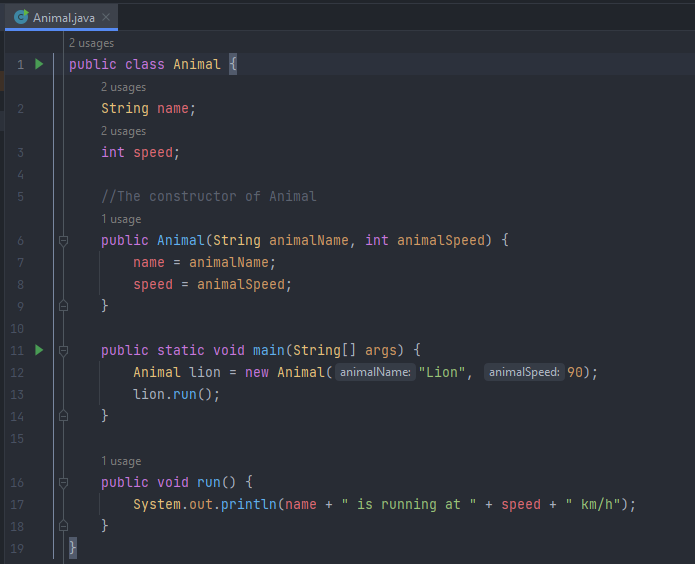 Animal.java
2 usages
1 public class Animal {
2 usages
2 String name;
2 usages
3 int speed;
4
5 //The constructor of Animal
1 usage
6 public Animal(String animalName, int animalSpeed) {
7 name = animalName;
8 speed = animalSpeed;
9 }
10
11 public static void main(String[] args) {
12 Animal lion = new Animal( animalName: "Lion", animalSpeed: 90);
13 lion.run();
14 }
15
1 usage
16 public void run() {
17 System.out.println(name + " is running at " + speed + " km/h");
18 }
19 }